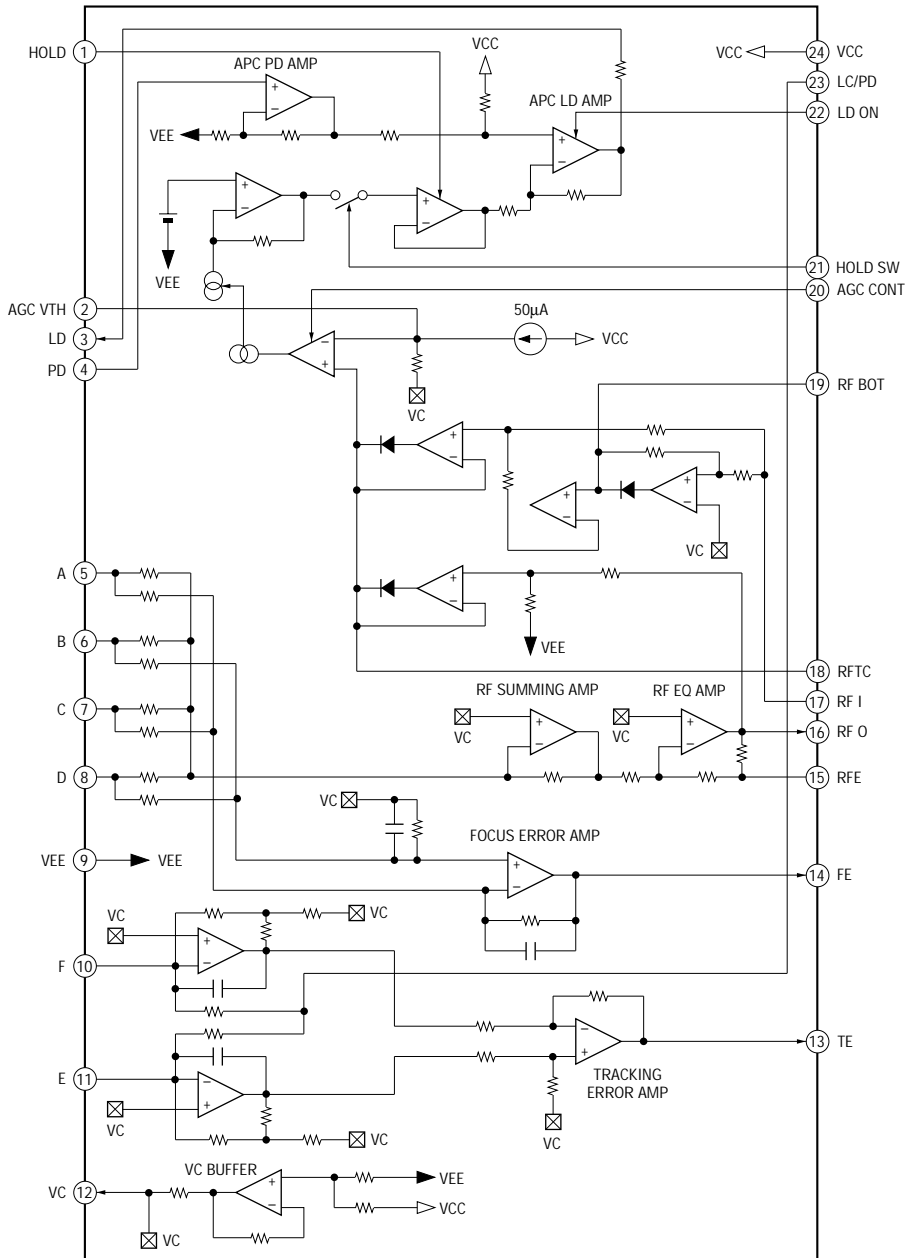 HOLD 1
APC PD AMP
VCC
VCC
24 VCC
23 LC/PD
APC LD AMP
22 LD ON
+
−
VEE
+
−
+
−
+
−
VEE
21 HOLD SW
20 AGC CONT
AGC VTH 2
50μA
VCC
LD 3
−
+
PD 4
VC
19 RF BOT
+
−
+
−
+
−
VC
A 5
+
−
B 6
VEE
18 RFTC
C 7
RF SUMMING AMP
RF EQ AMP
17 RF I
VC
+
−
VC
+
−
16 RF O
D 8
15 RFE
VC
FOCUS ERROR AMP
VEE 9
VEE
+
−
14 FE
VC
VC
+
−
F 10
−
+
13 TE
E 11
−
+
TRACKING
ERROR AMP
VC
VC
VC
VC BUFFER
VC 12
+
−
VEE
VCC
VC